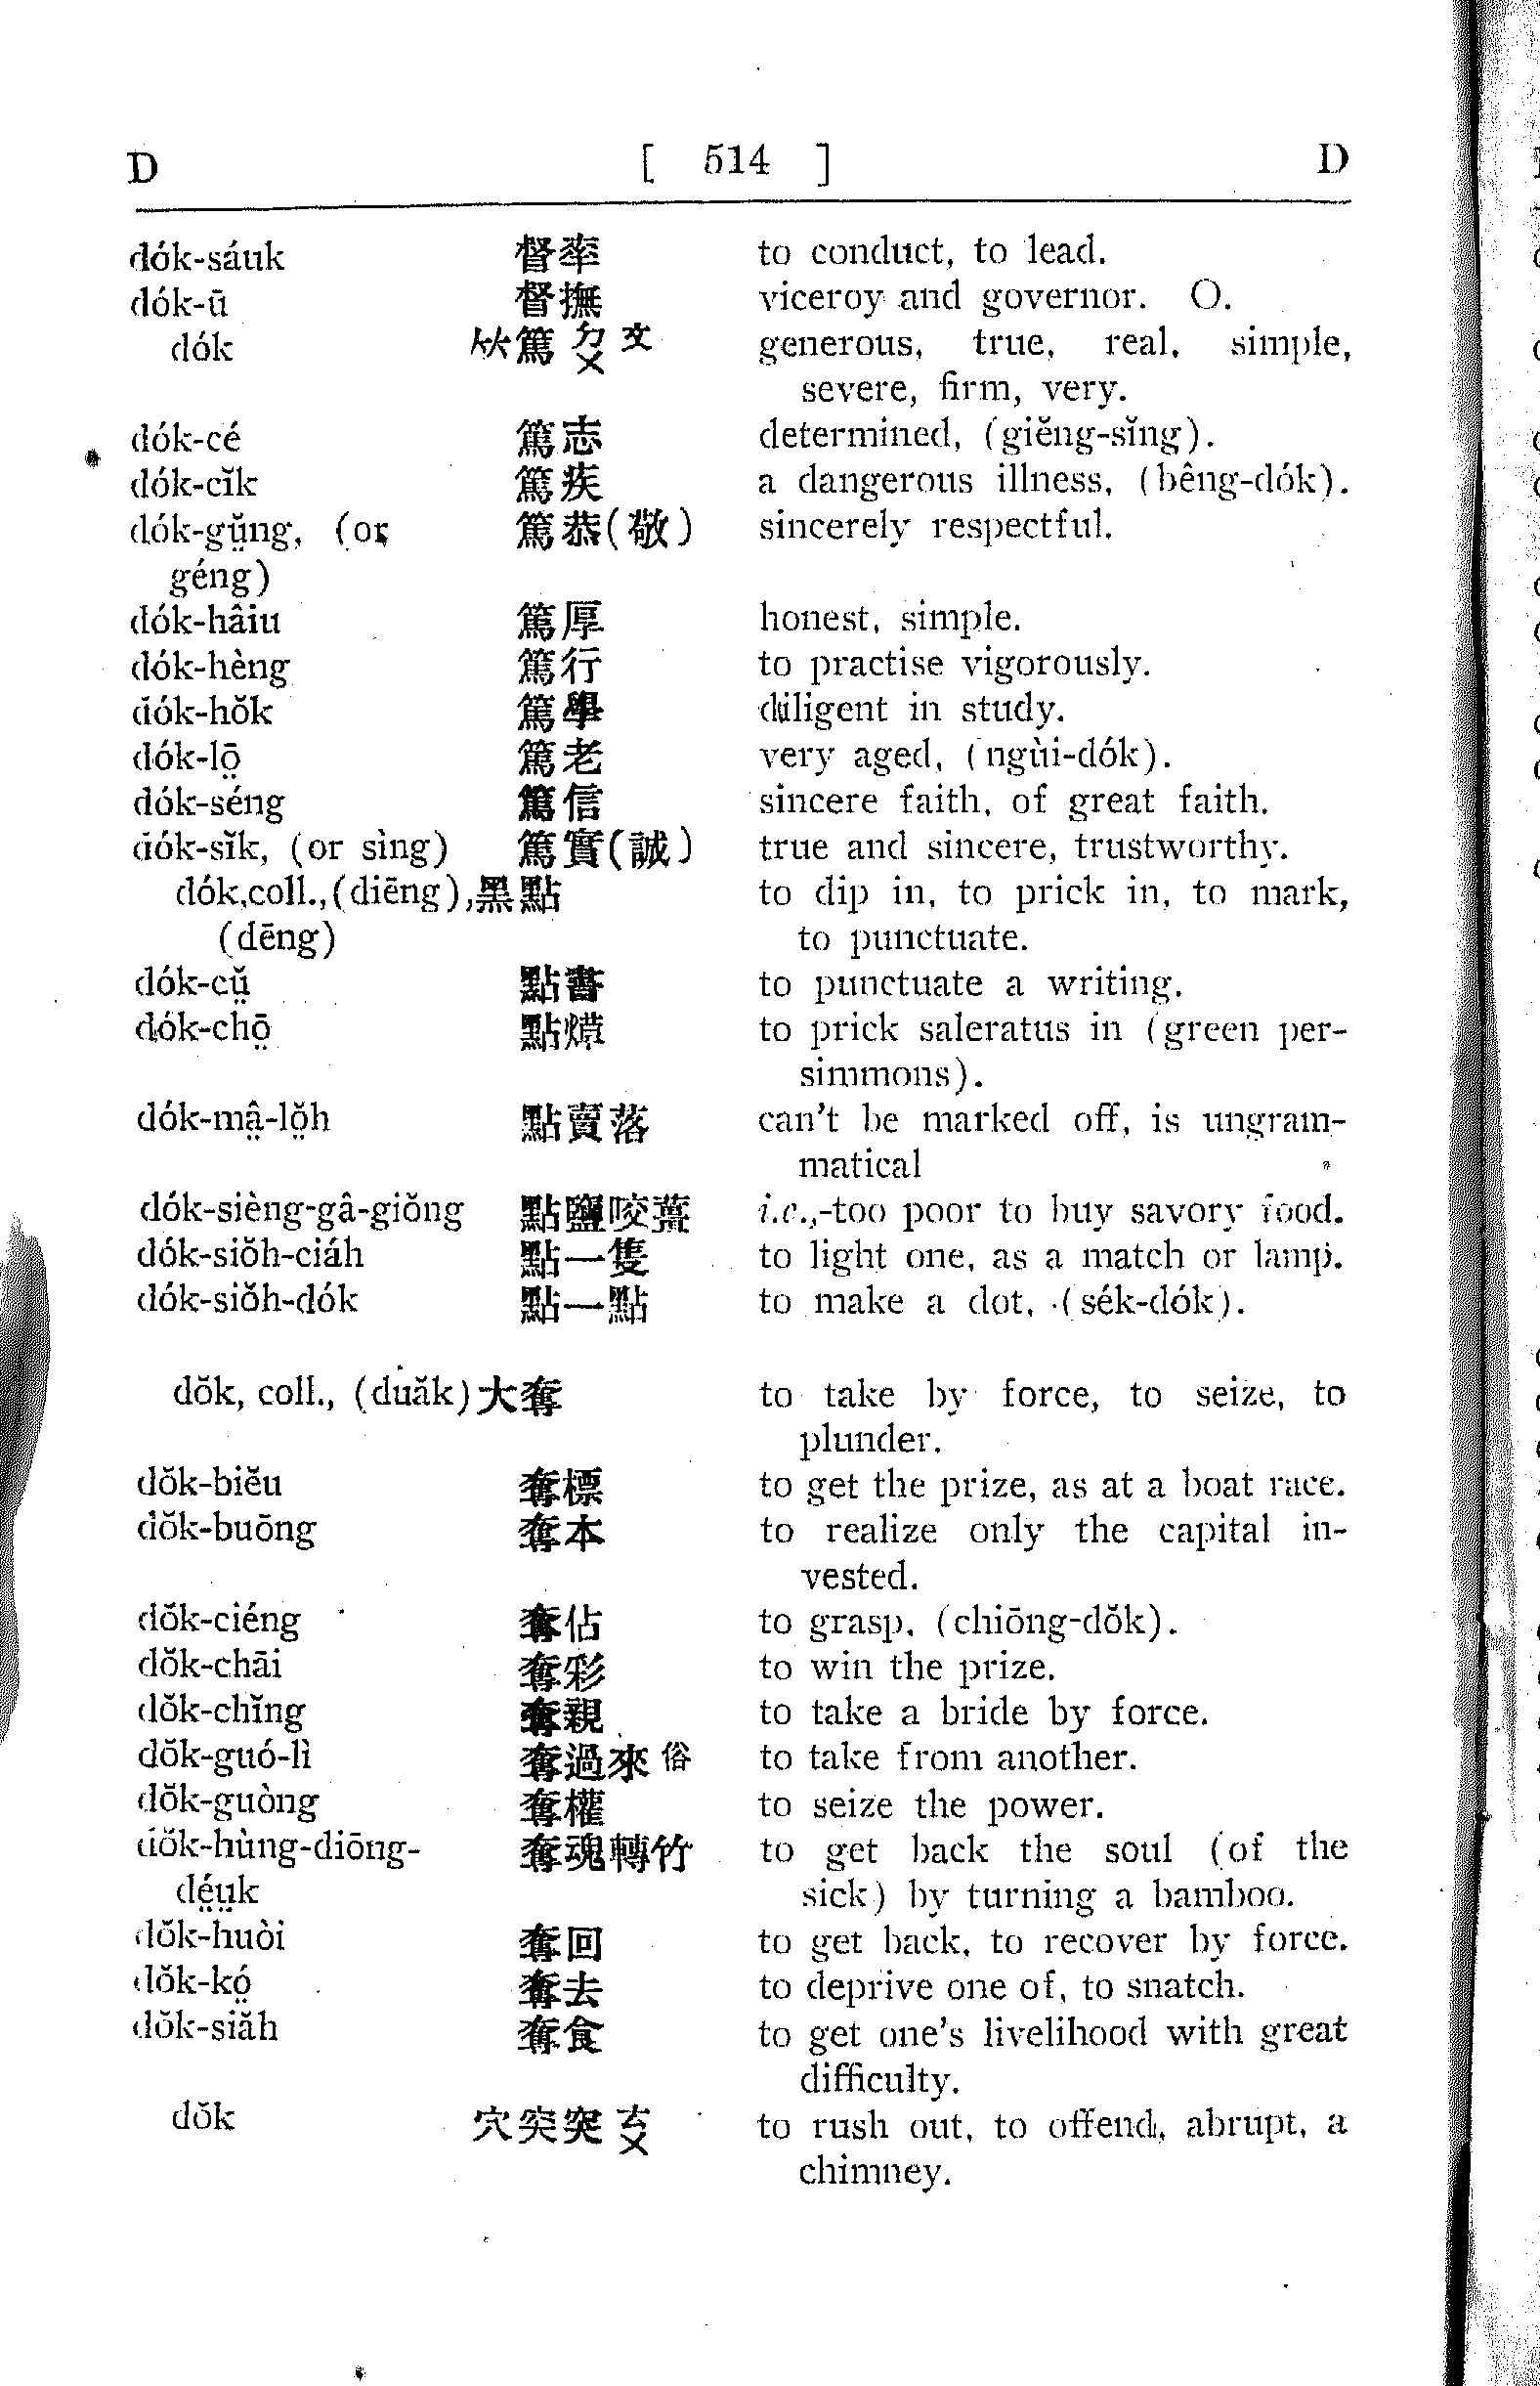 D [ 514 ] D
dók-sáuk 督率 to conduct, to lead.
dók-ū 督撫 viceroy and governor. O.
dók 竹篤 ㄉㄨ 文 generous, true, real, simple,
severe, firm, very.
dók-cé 篤志 determined, (giĕng-sĭng).
dók-cĭk 篤疾 a dangerous illness, (bêng-dók).
dók-gṳ̆ng, (or 篤恭(敬) sincerely respectful.
géng)
dók-hâiu 篤厚 honest, simple.
dók-hèng 篤行 to practise vigorously.
dók-hŏk 篤學 diligent in study.
dók-lō̤ 篤老 very aged, (ngùi-dók).
dók-séng 篤信 sincere faith, of great faith.
dók-sĭk, (or sìng) 篤實(誠) true and sincere, trustworthy.
dók,coll.,(diēng),黑點 to dip in, to prick in, to mark,
(dēng) to punctuate.
dók-cṳ̆ 點書 to punctuate a writing.
dók-chō̤ 點 to prick saleratus in (green per-
simmons).
dók-mâ̤-lŏ̤h 點賣落 can't be marked off, is ungram-
matical
dók-sièng-gâ-giŏng 點鹽咬薑 i.e.,-too poor to buy savory food.
dók-siŏh-ciáh 點一隻 to light one, as a match or lamp.
dók-siŏh-dók 點一點 to make a dot, (sék-dók).
dŏk, coll., (duăk)大奪 to take by force, to seize, to
plunder.
dŏk-biĕu 奪標 to get the prize, as at a boat race.
dŏk-buōng 奪本 to realize only the capital in-
vested.
dŏk-ciéng 奪佔 to grasp, (chiōng-dŏk).
dŏk-chāi 奪彩 to win the prize.
dŏk-chĭng 奪親 to take a bride by force.
dŏk-guó-lì 奪過來 俗 to take from another.
dŏk-guòng 奪權 to seize the power.
dŏk-hùng-diōng- 奪魂轉竹 to get back the soul (of the
dé̤ṳk sick) by turning a bamboo.
dŏk-huòi 奪回 to get back, to recover by force.
dŏk-kó̤ 奪去 to deprive one of, to snatch.
dŏk-siăh 奪食 to get one's livelihood with great
difficulty.
dŏk 穴突突 ㄊㄨ to rush out, to offend, abrupt, a
chimney.